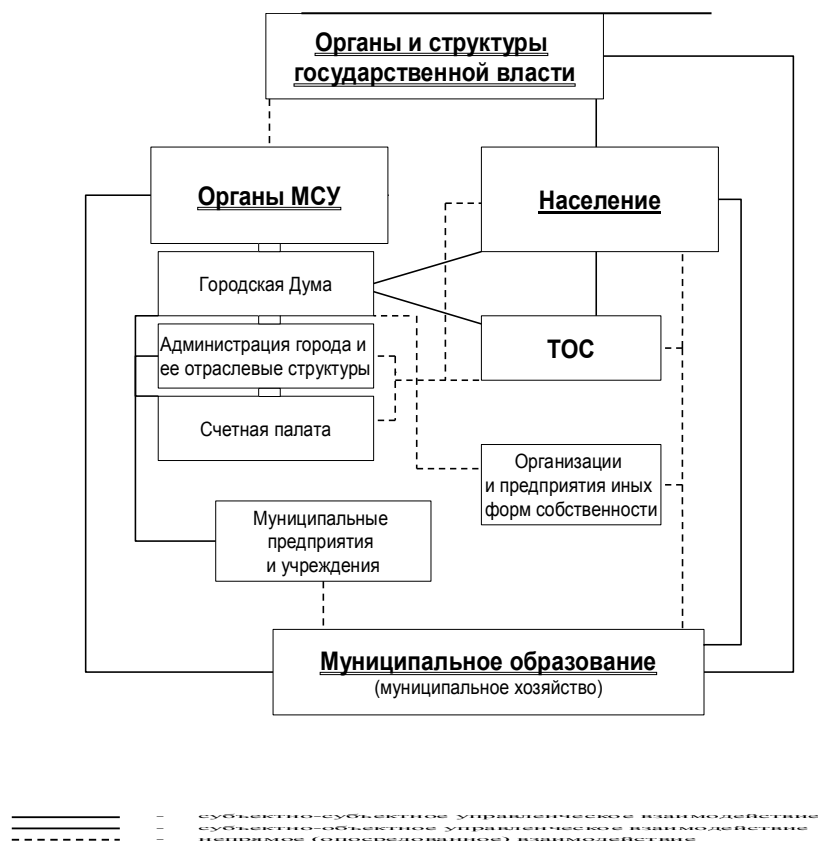 Органы и структуры
государственной власти
Органы МСУ
Население
Городская Дума
Администрация города и
ее отраслевые структуры
ТОС
Счетная палата
Организации
и предприятия иных
форм собственности
Муниципальные
предприятия
и учреждения
Муниципальное образование
(муниципальное хозяйство)
- субъектно-субъектное управленческое взаимодействие
- субъектно-объектное управленческое взаимодействие
- непрямое (опосредованное) взаимодействие